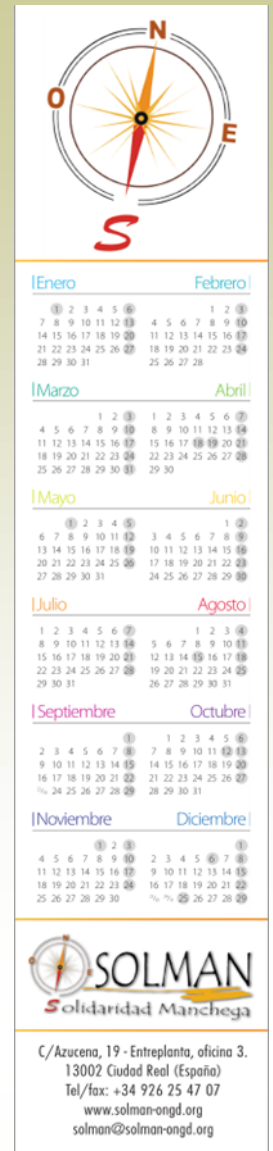 N
O
E
S
Enero Febrero
1 2 3 4 5 6 1 2 3
7 8 9 10 11 12 13 4 5 6 7 8 9 10
14 15 16 17 18 19 20 11 12 13 14 15 16 17
21 22 23 24 25 26 27 18 19 20 21 22 23 24
28 29 30 31 25 26 27 28
Marzo Abril
1 2 3 1 2 3 4 5 6 7
4 5 6 7 8 9 10 8 9 10 11 12 13 14
11 12 13 14 15 16 17 15 16 17 18 19 20 21
18 19 20 21 22 23 24 22 23 24 25 26 27 28
25 26 27 28 29 30 31 29 30
Mayo Junio
1 2 3 4 5 1 2
6 7 8 9 10 11 12 3 4 5 6 7 8 9
13 14 15 16 17 18 19 10 11 12 13 14 15 16
20 21 22 23 24 25 26 17 18 19 20 21 22 23
27 28 29 30 31 24 25 26 27 28 29 30
Julio Agosto
1 2 3 4 5 6 7 1 2 3 4
8 9 10 11 12 13 14 5 6 7 8 9 10 11
15 16 17 18 19 20 21 12 13 14 15 16 17 18
22 23 24 25 26 27 28 19 20 21 22 23 24 25
29 30 31 26 27 28 29 30 31
Septiembre Octubre
1 1 2 3 4 5 6
2 3 4 5 6 7 8 7 8 9 10 11 12 13
9 10 11 12 13 14 15 14 15 16 17 18 19 20
16 17 18 19 20 21 22 21 22 23 24 25 26 27
24 25 26 27 28 29 28 29 30 31
Noviembre Diciembre
1 2 3 1
4 5 6 7 8 9 10 2 3 4 5 6 7 8
11 12 13 14 15 16 17 9 10 11 12 13 14 15
18 19 20 21 22 23 24 16 17 18 19 20 21 22
25 26 27 28 29 30 25 26 27 28 29
SOLMAN
Solidaridad Manchega
C/Azucena, 19 - Entreplanta, oficina 3.
13002 Ciudad Real (España)
Tel/fax: +34 926 25 47 07
www.solman-ongd.org
solman@solman-ongd.org